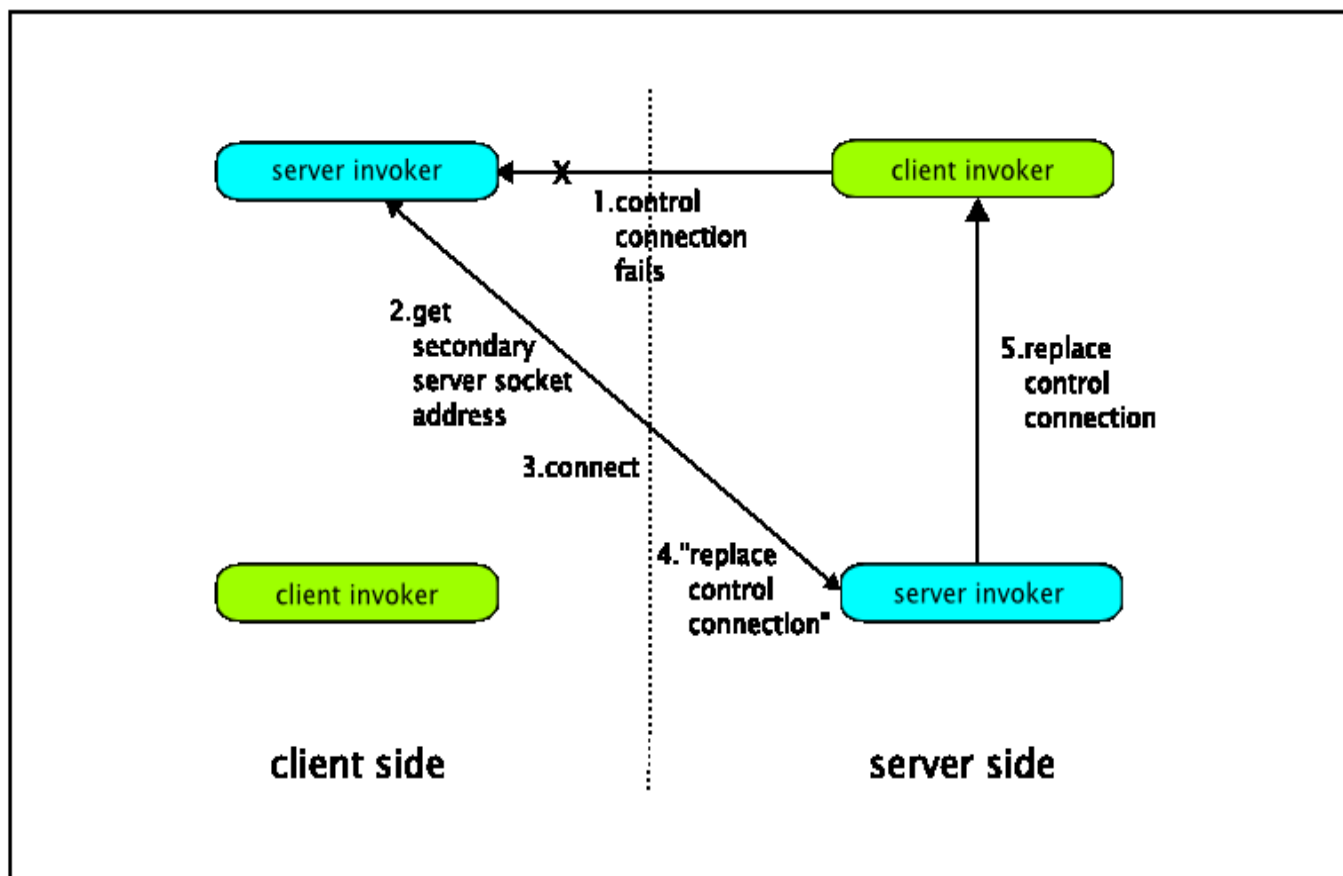 server invoker
client invoker
1.control
connection
fails
2.get
secondary
server socket
address
5.replace
control
connection
3.connect
4."replace
control
connection"
client invoker
server invoker
client side
server side